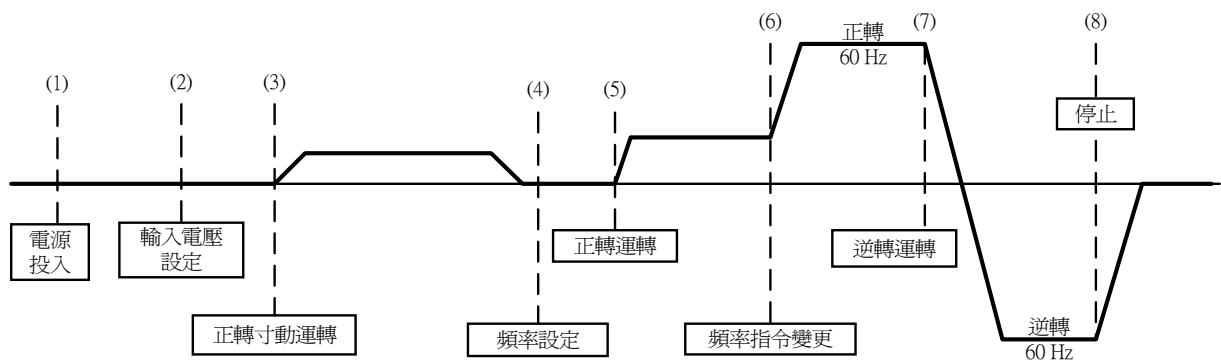 (1)
(2)
(3)
(4)
(5)
(6)
(7)
(8)
正轉
60 Hz
停止
電源
投入
輸入電壓
設定
正轉寸動運轉
頻率設定
正轉運轉
頻率指令變更
逆轉運轉
逆轉
60 Hz